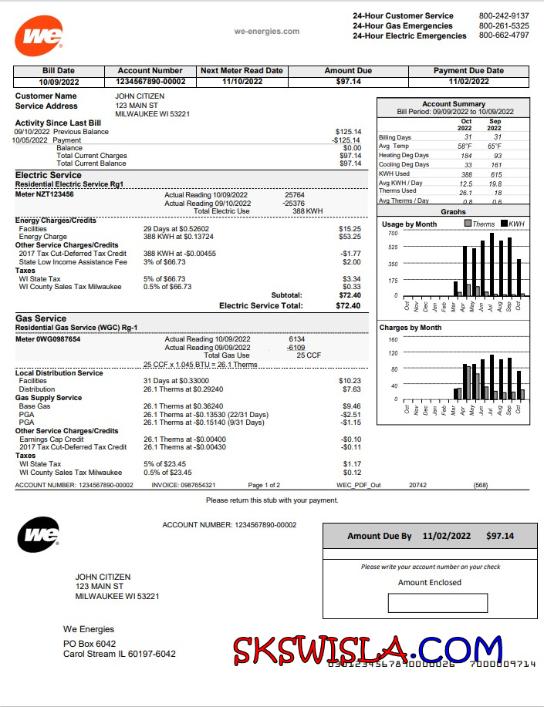 we
we-energies.com
24-Hour Customer Service 800-242-9137
24-Hour Gas Emergencies 800-261-5325
24-Hour Electric Emergencies 800-662-4797
Bill Date Account Number Next Meter Read Date Amount Due Payment Due Date
10/09/2022 1234567890-00002 11/10/2022 $97.14 11/02/2022
Customer Name JOHN CITIZEN
Service Address 123 MAIN ST
MILWAUKEE WI 53221
Activity Since Last Bill
09/10/2022 Previous Balance $125.14
10/05/2022 Payment -$125.14
Balance $0.00
Total Current Charges $97.14
Total Current Balance $97.14
Account Summary
Bill Period: 09/09/2022 to 10/09/2022
Oct Sep
2022 2022
Billing Days 31 31
Avg Temp 58°F 65°F
Heating Deg Days 184 93
Cooling Deg Days 33 161
KWH Used 388 615
Avg KWH / Day 12.5 19.8
Therms Used 26.1 18
Avg Therms / Day 0.8 0.6
Electric Service
Residential Electric Service Rg1
Meter NZT123456 Actual Reading 10/09/2022 25764
Actual Reading 09/09/2022 -25376
Total Electric Use 388 KWH
Energy Charges/Credits
Facilities 29 Days at $0.52602 $15.25
Energy Charge 388 KWH at $0.13724 $53.25
Other Service Charges/Credits
2017 Tax Cut-Deferred Tax Credit 388 KWH at -$0.00455 -$1.77
State Low Income Assistance Fee 3% of $66.73 $2.00
Taxes
WI State Tax 5% of $66.73 $3.34
WI County Sales Tax Milwaukee 0.5% of $66.73 $0.33
Subtotal: $72.40
Electric Service Total: $72.40
Graphs
Usage by Month Therms KWH
700
525
350
175
0
Oct Nov Dec Jan Feb Mar Apr May Jun Jul Aug Sep Oct
Gas Service
Residential Gas Service (WGC) Rg-1
Meter 0WG0987654 Actual Reading 10/09/2022 6134
Actual Reading 09/09/2022 -6109
Total Gas Use 25 CCF
25 CCF x 1.045 BTU = 26.1 Therms
Local Distribution Service
Facilities 31 Days at $0.33000 $10.23
Distribution 26.1 Therms at $0.29240 $7.63
Gas Supply Service
Base Gas 26.1 Therms at $0.36240 $9.46
PGA 26.1 Therms at -$0.13530 (22/31 Days) -$2.51
PGA 26.1 Therms at -$0.15140 (9/31 Days) -$1.15
Other Service Charges/Credits
Earnings Cap Credit 26.1 Therms at -$0.00400 -$0.10
2017 Tax Cut-Deferred Tax Credit 26.1 Therms at -$0.00430 -$0.11
Taxes
WI State Tax 5% of $23.45 $1.17
WI County Sales Tax Milwaukee 0.5% of $23.45 $0.12
Charges by Month
160
120
80
40
0
Oct Nov Dec Jan Feb Mar Apr May Jun Jul Aug Sep Oct
ACCOUNT NUMBER: 1234567890-00002 INVOICE: 0987654321 Page 1 of 2 WEC_PDF_Out 20742 (568)
Please return this stub with your payment.
we
ACCOUNT NUMBER: 1234567890-00002
Amount Due By 11/02/2022 $97.14
Please write your account number on your check
Amount Enclosed
JOHN CITIZEN
123 MAIN ST
MILWAUKEE WI 53221
We Energies
PO Box 6042
Carol Stream IL 60197-6042
SKSWISLA.COM
7000009714